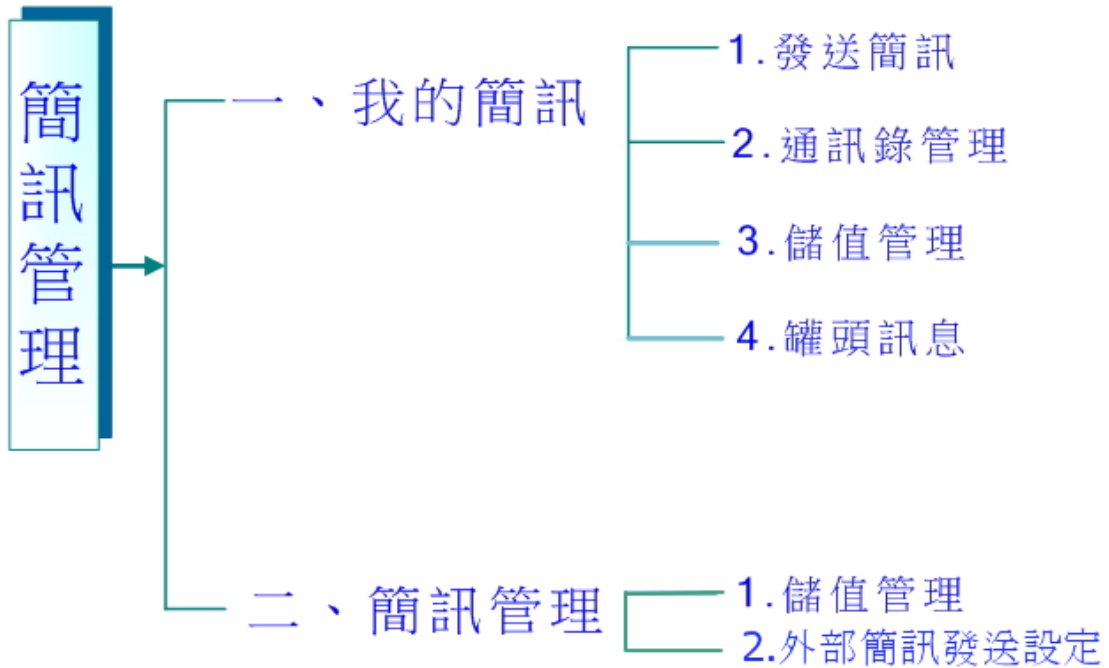 簡訊管理
一、我的簡訊
1.發送簡訊
2.通訊錄管理
3.儲值管理
4.罐頭訊息
二、簡訊管理
1.儲值管理
2.外部簡訊發送設定